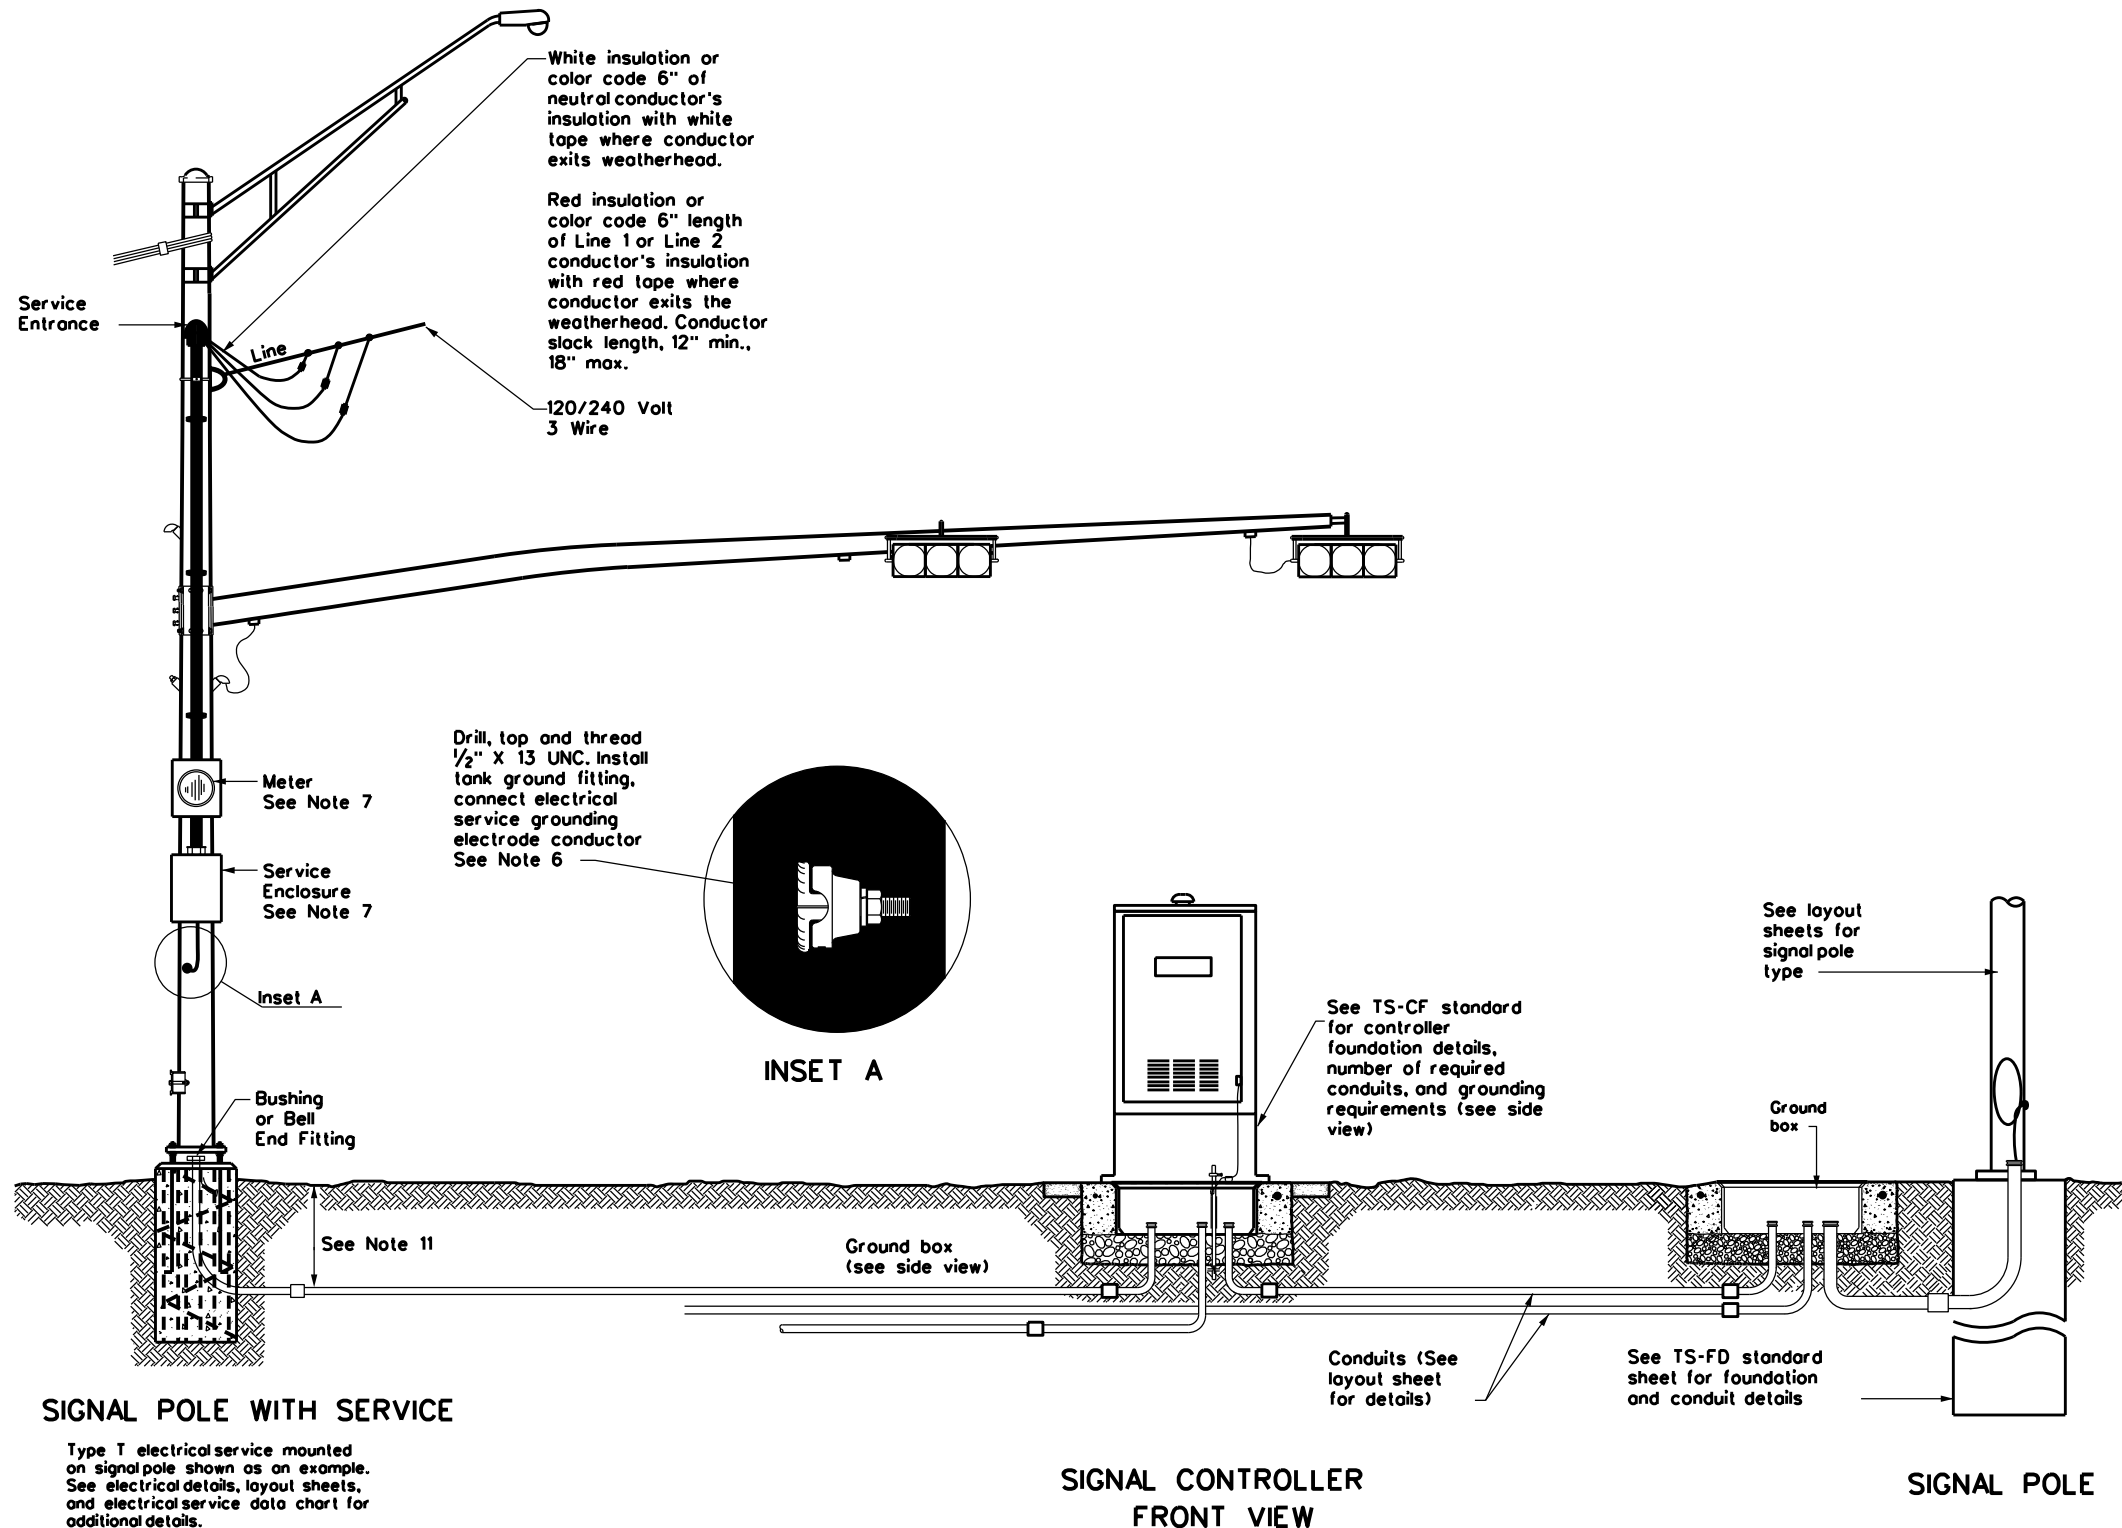 White insulation or
color code 6" of
neutral conductor's
insulation with white
tape where conductor
exits weatherhead.
Red insulation or
color code 6" length
of Line 1 or Line 2
conductor's insulation
with red tape where
conductor exits the
weatherhead. Conductor
slack length, 12" min.,
18" max.
Service
Entrance
Line
120/240 Volt
3 Wire
Drill, tap and thread
1/2" X 13 UNC. Install
tank ground fitting,
connect electrical
service grounding
electrode conductor
See Note 6
Meter
See Note 7
Service
Enclosure
See Note 7
Inset A
INSET A
Bushing
or Bell
End Fitting
See TS-CF standard
for controller
foundation details,
number of required
conduits, and grounding
requirements (see side
view)
See layout
sheets for
signal pole
type
Ground
box
See Note 11
Ground box
(see side view)
Conduits (See
layout sheet
for details)
See TS-FD standard
sheet for foundation
and conduit details
SIGNAL POLE WITH SERVICE
Type T electrical service mounted
on signal pole shown as an example.
See electrical details, layout sheets,
and electrical service data chart for
additional details.
SIGNAL CONTROLLER
FRONT VIEW
SIGNAL POLE